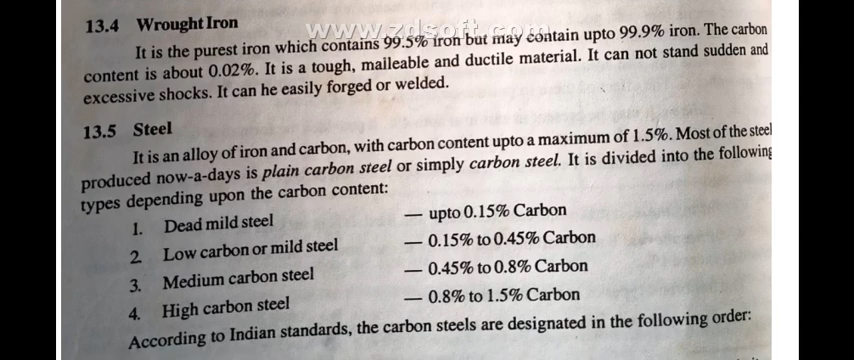 www.zdsoft.com
13.4 Wrought Iron
It is the purest iron which contains 99.5% iron but may contain upto 99.9% iron. The carbon
content is about 0.02%. It is a tough, malleable and ductile material. It can not stand sudden and
excessive shocks. It can he easily forged or welded.
13.5 Steel
It is an alloy of iron and carbon, with carbon content upto a maximum of 1.5%. Most of the steel
produced now-a-days is plain carbon steel or simply carbon steel. It is divided into the following
types depending upon the carbon content:
1. Dead mild steel — upto 0.15% Carbon
2 Low carbon or mild steel — 0.15% to 0.45% Carbon
3. Medium carbon steel — 0.45% to 0.8% Carbon
4. High carbon steel — 0.8% to 1.5% Carbon
According to Indian standards, the carbon steels are designated in the following order: